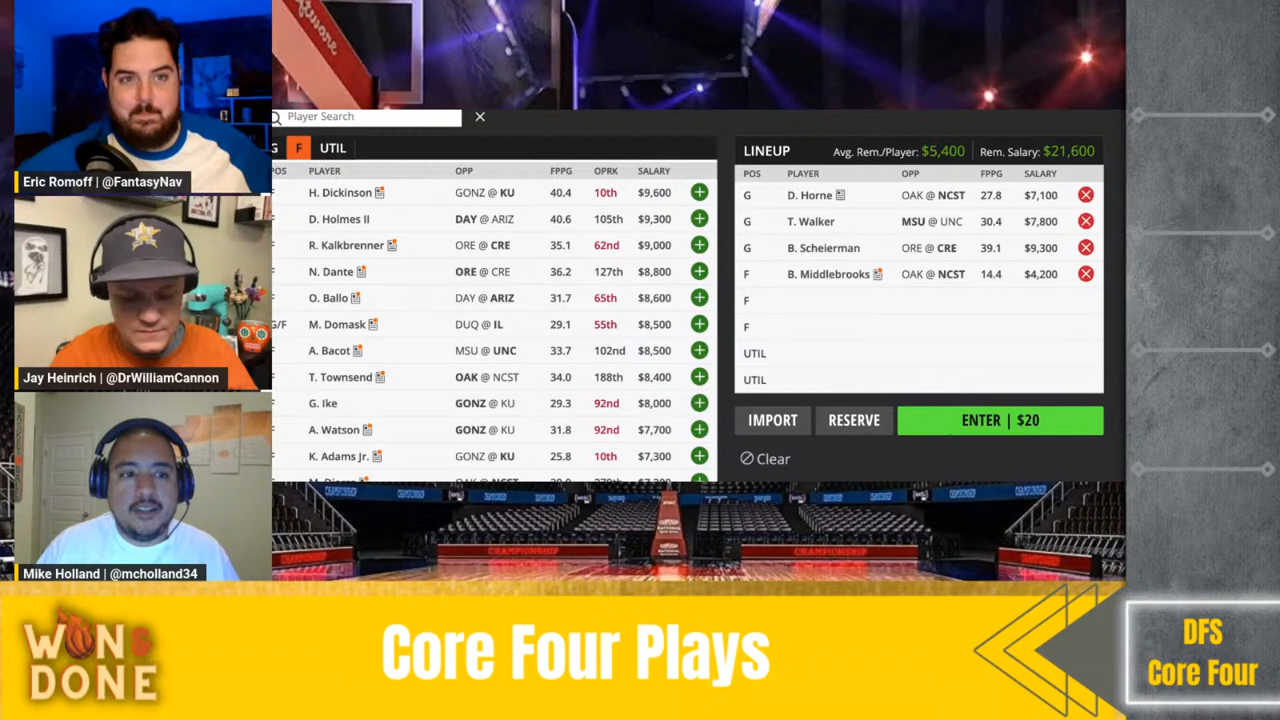 Eric Romoff | @FantasyNav
Jay Heinrich | @DrWilliamCannon
Mike Holland | @mcholland34
Player Search ×
G F UTIL
POS PLAYER OPP FPPG OPRK SALARY
F H. Dickinson GONZ @ KU 40.4 10th $9,600
D. Holmes II DAY @ ARIZ 40.6 105th $9,300
R. Kalkbrenner ORE @ CRE 35.1 62nd $9,000
N. Dante ORE @ CRE 36.2 127th $8,800
O. Ballo DAY @ ARIZ 31.7 65th $8,600
G/F M. Domask DUQ @ IL 29.1 55th $8,500
A. Bacot MSU @ UNC 33.7 102nd $8,500
T. Townsend OAK @ NCST 34.0 188th $8,400
G. Ike GONZ @ KU 29.3 92nd $8,000
A. Watson GONZ @ KU 31.8 92nd $7,700
K. Adams Jr. GONZ @ KU 25.8 10th $7,300
LINEUP Avg. Rem./Player: $5,400 Rem. Salary: $21,600
POS PLAYER OPP FPPG SALARY
G D. Horne OAK @ NCST 27.8 $7,100
G T. Walker MSU @ UNC 30.4 $7,800
G B. Scheierman ORE @ CRE 39.1 $9,300
F B. Middlebrooks OAK @ NCST 14.4 $4,200
F
F
UTIL
UTIL
IMPORT RESERVE ENTER | $20
Clear
CHAMPIONSHIP
CHAMPIONSHIP
WON &
DONE
Core Four Plays
DFS
Core Four